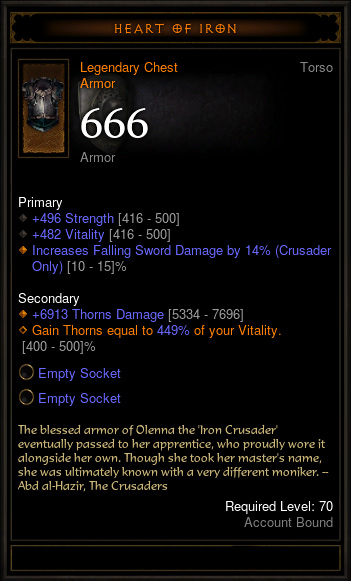 HEART OF IRON
Legendary Chest Torso
Armor
666
Armor
Primary
+496 Strength [416 - 500]
+482 Vitality [416 - 500]
Increases Falling Sword Damage by 14% (Crusader
Only) [10 - 15]%
Secondary
+6913 Thorns Damage [5334 - 7696]
Gain Thorns equal to 449% of your Vitality.
[400 - 500]%
Empty Socket
Empty Socket
The blessed armor of Olenna the 'Iron Crusader'
eventually passed to her apprentice, who proudly wore it
alongside her own. Though she took her master's name,
she was ultimately known with a very different moniker. –
Abd al-Hazir, The Crusaders
Required Level: 70
Account Bound